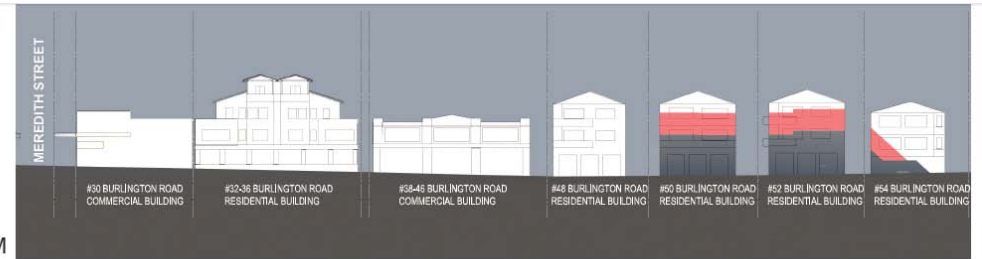 MEREDITH STREET
#30 BURLINGTON ROAD
COMMERCIAL BUILDING
#32-36 BURLINGTON ROAD
RESIDENTIAL BUILDING
#38-46 BURLINGTON ROAD
COMMERCIAL BUILDING
#48 BURLINGTON ROAD
RESIDENTIAL BUILDING
#50 BURLINGTON ROAD
RESIDENTIAL BUILDING
#52 BURLINGTON ROAD
RESIDENTIAL BUILDING
#54 BURLINGTON ROAD
RESIDENTIAL BUILDING
M